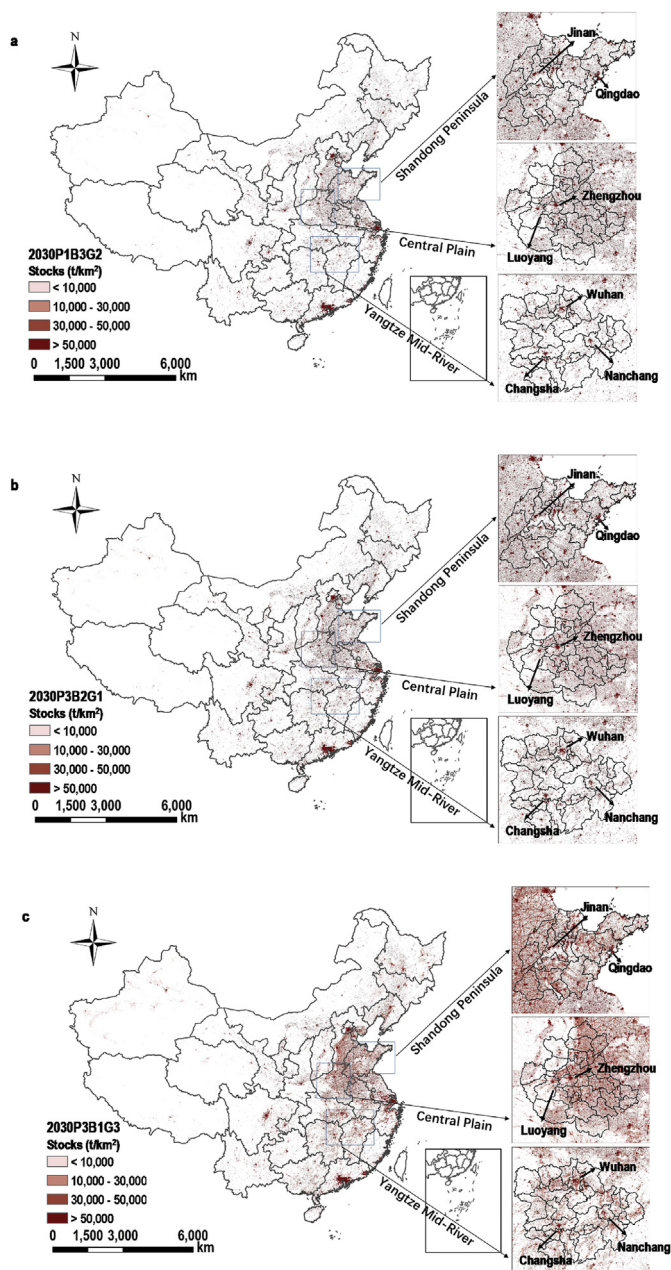 a
N
Jinan
Qingdao
Shandong Peninsula
Zhengzhou
Luoyang
Central Plain
2030P1B3G2
Stocks (t/km²)
< 10,000
10,000 - 30,000
30,000 - 50,000
> 50,000
0 1,500 3,000 6,000
km
Wuhan
Nanchang
Changsha
Yangtze Mid-River
b
N
Jinan
Qingdao
Shandong Peninsula
Zhengzhou
Luoyang
Central Plain
2030P3B2G1
Stocks (t/km²)
< 10,000
10,000 - 30,000
30,000 - 50,000
> 50,000
0 1,500 3,000 6,000
km
Wuhan
Nanchang
Changsha
Yangtze Mid-River
c
N
Jinan
Qingdao
Shandong Peninsula
Zhengzhou
Luoyang
Central Plain
2030P3B1G3
Stocks (t/km²)
< 10,000
10,000 - 30,000
30,000 - 50,000
> 50,000
0 1,500 3,000 6,000
km
Wuhan
Nanchang
Changsha
Yangtze Mid-River